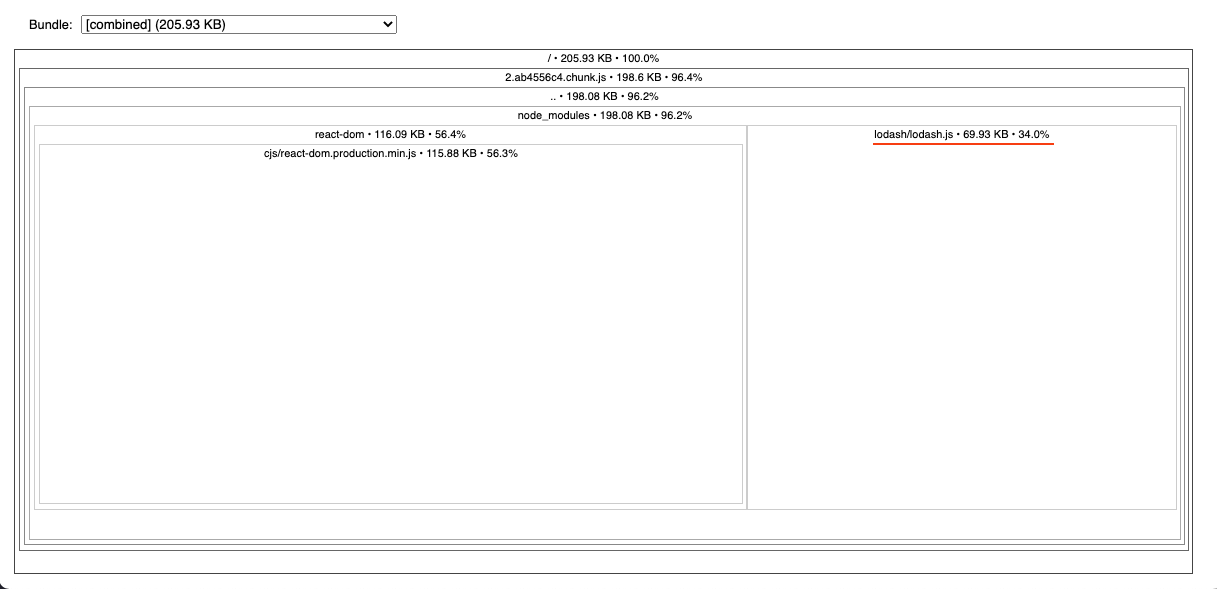 Bundle: [combined] (205.93 KB)
/ • 205.93 KB • 100.0%
2.ab4556c4.chunk.js • 198.6 KB • 96.4%
.. • 198.08 KB • 96.2%
node_modules • 198.08 KB • 96.2%
react-dom • 116.09 KB • 56.4%
cjs/react-dom.production.min.js • 115.88 KB • 56.3%
lodash/lodash.js • 69.93 KB • 34.0%